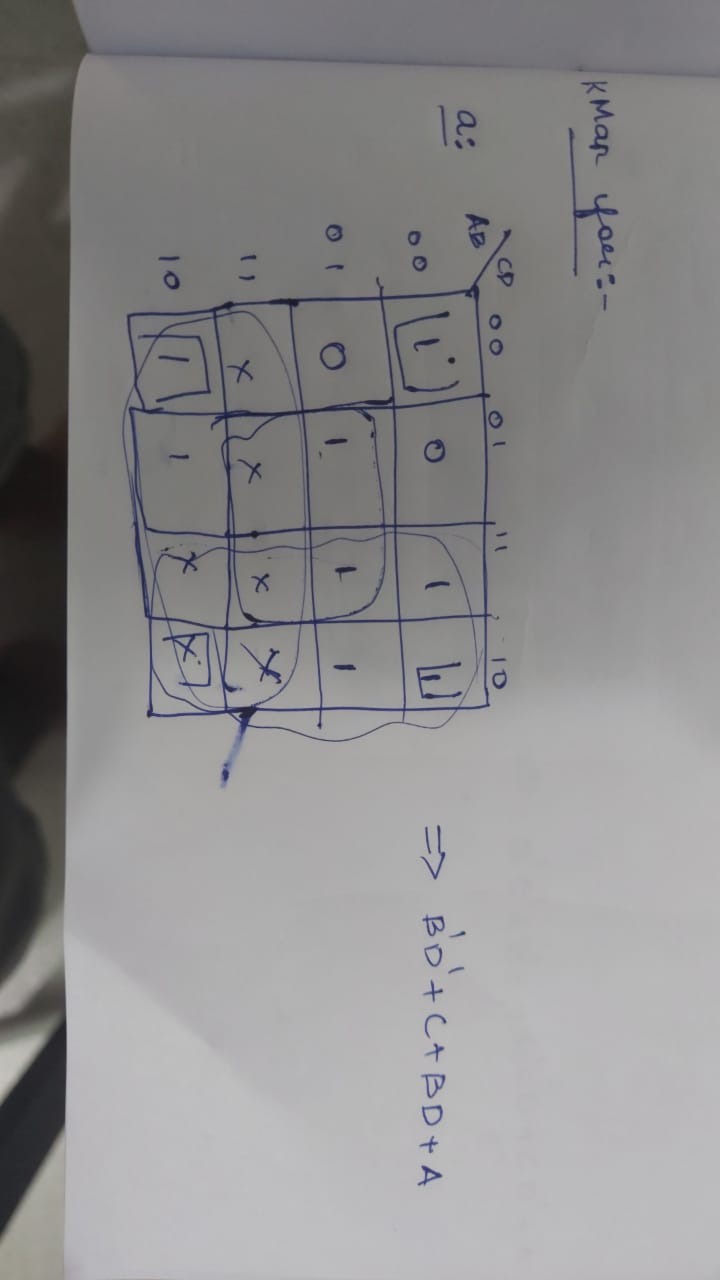 KMap for:-
a:
CD
AB
00 01 11 10
00 1 0 1 1
01 0 1 1 1
11 x x x x
10 1 1 x x
⇒ B'D' + C + BD + A